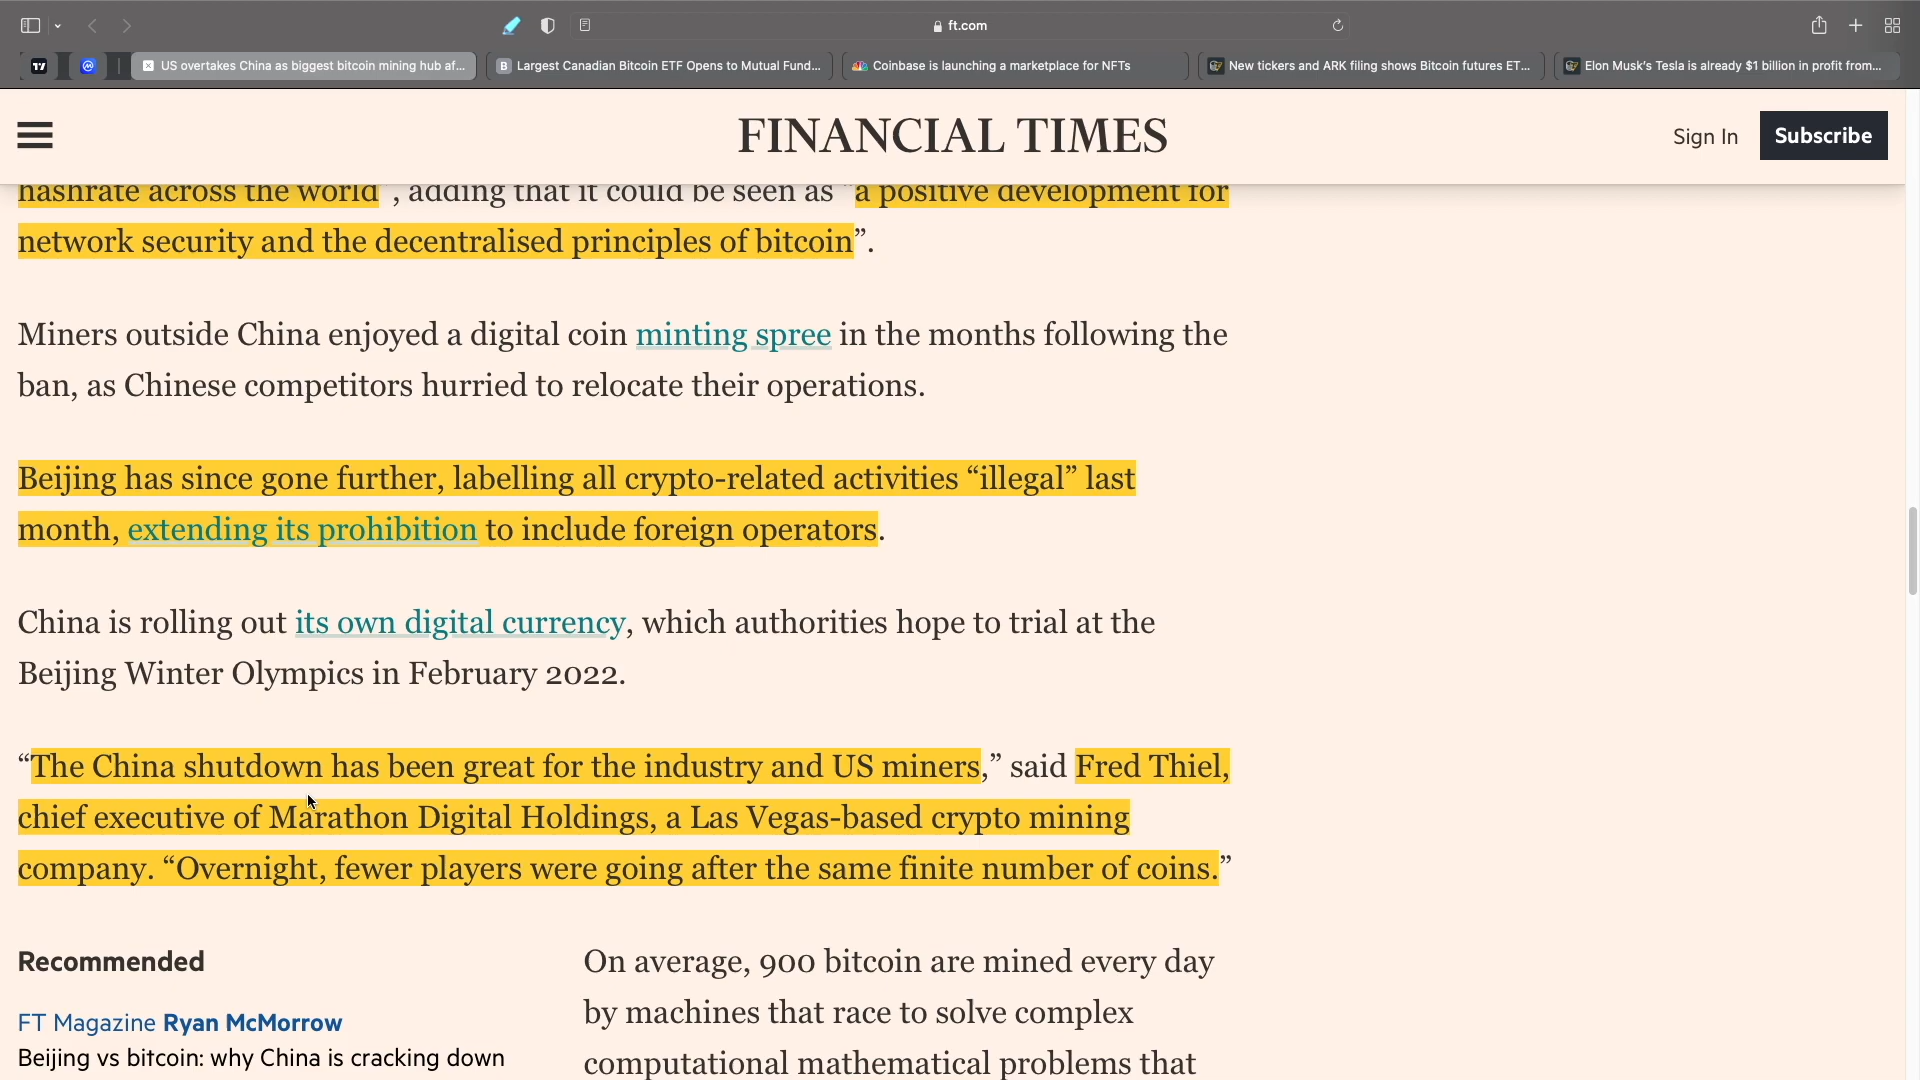 ft.com
US overtakes China as biggest bitcoin mining hub af...
Largest Canadian Bitcoin ETF Opens to Mutual Fund...
Coinbase is launching a marketplace for NFTs
New tickers and ARK filing shows Bitcoin futures ET...
Elon Musk's Tesla is already $1 billion in profit from...
FINANCIAL TIMES
Sign In
Subscribe
hashrate across the world”, adding that it could be seen as “a positive development for
network security and the decentralised principles of bitcoin”.
Miners outside China enjoyed a digital coin minting spree in the months following the
ban, as Chinese competitors hurried to relocate their operations.
Beijing has since gone further, labelling all crypto-related activities “illegal” last
month, extending its prohibition to include foreign operators.
China is rolling out its own digital currency, which authorities hope to trial at the
Beijing Winter Olympics in February 2022.
“The China shutdown has been great for the industry and US miners,” said Fred Thiel,
chief executive of Marathon Digital Holdings, a Las Vegas-based crypto mining
company. “Overnight, fewer players were going after the same finite number of coins.”
Recommended
FT Magazine Ryan McMorrow
Beijing vs bitcoin: why China is cracking down
On average, 900 bitcoin are mined every day
by machines that race to solve complex
computational mathematical problems that